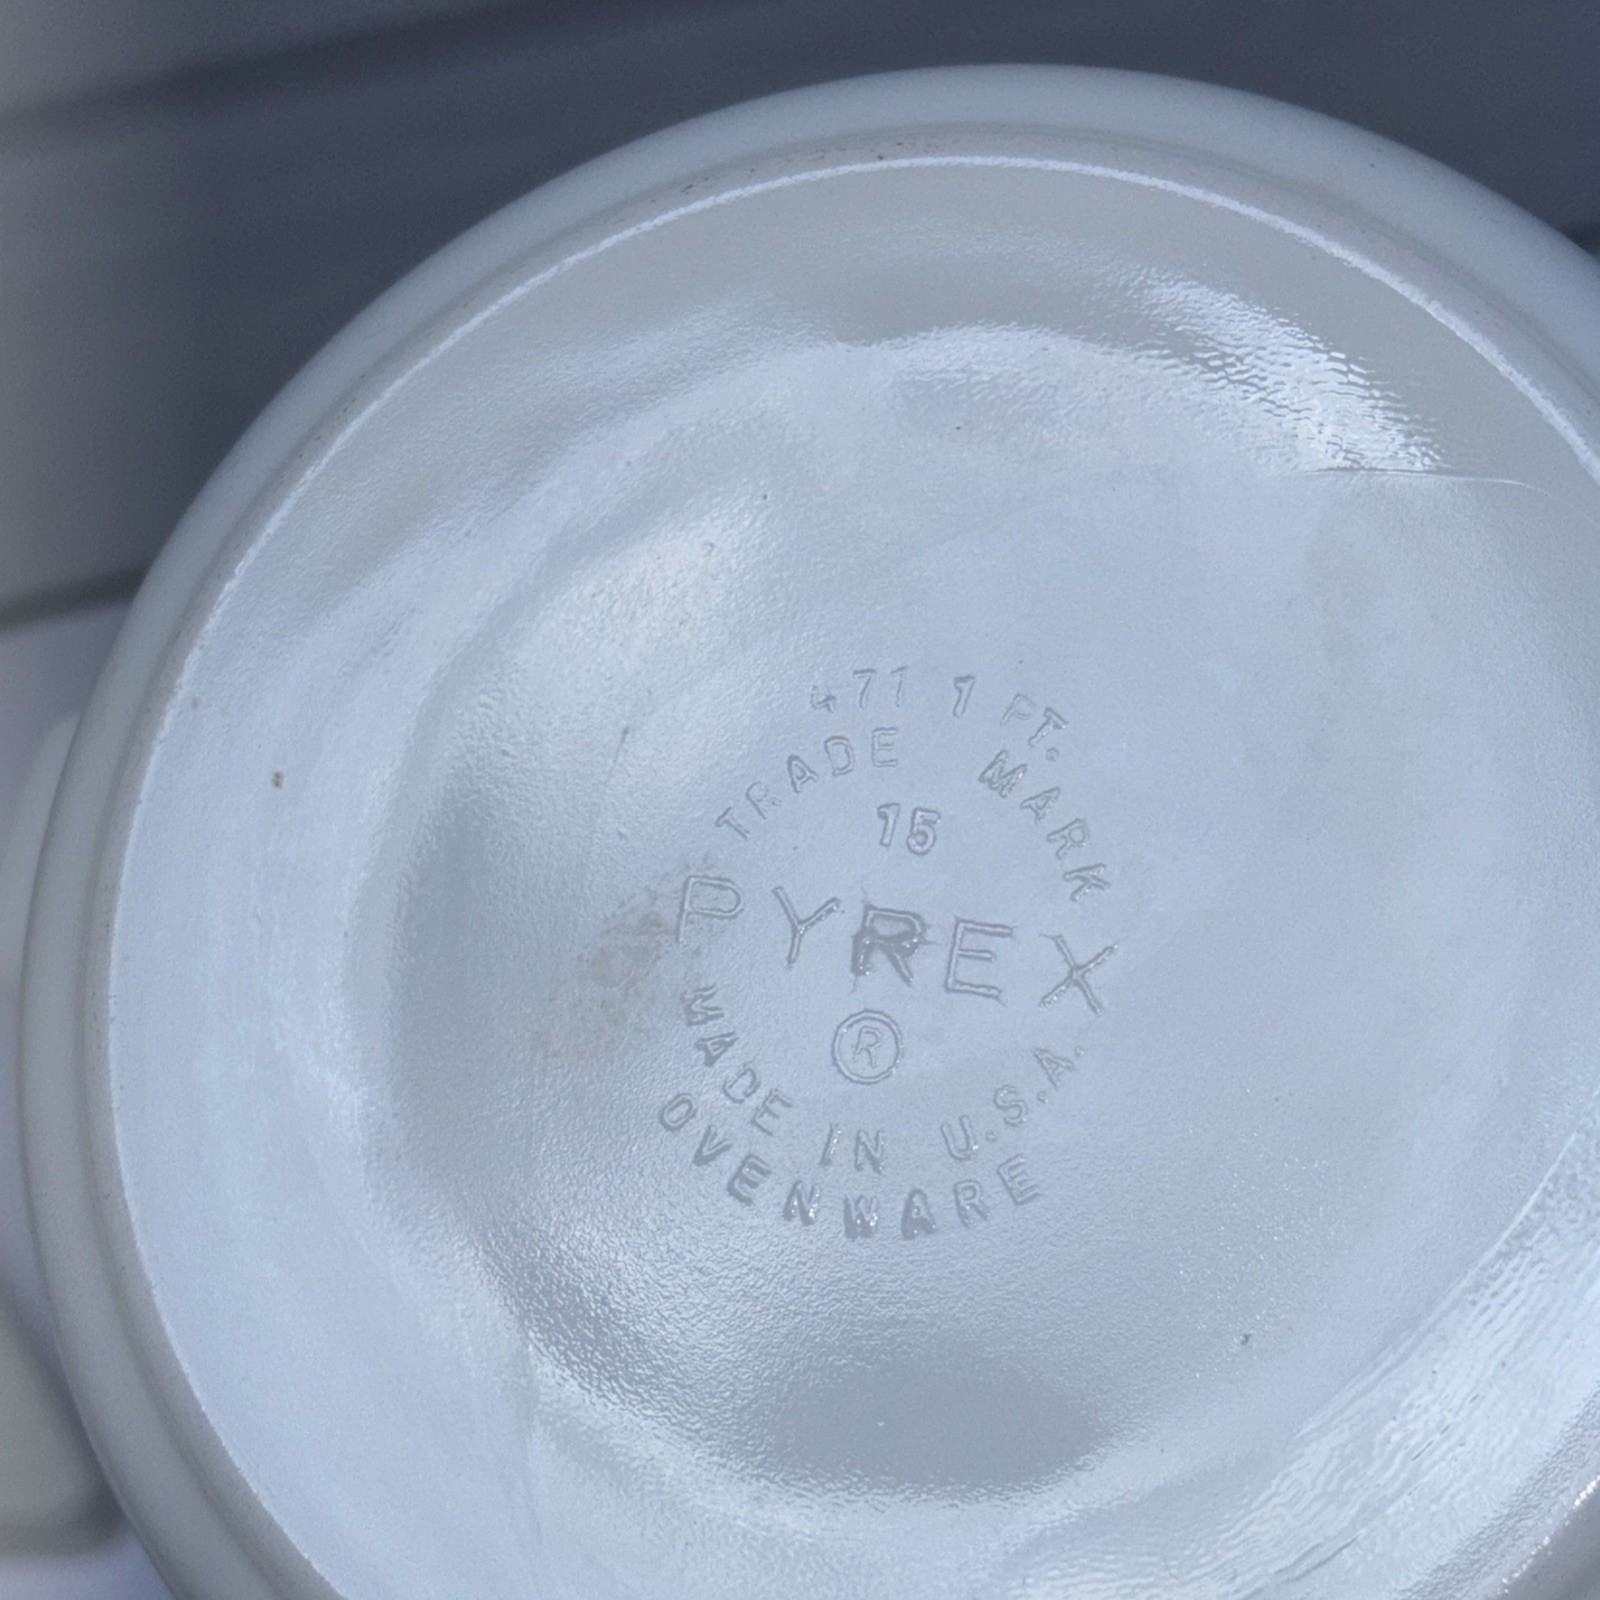 471 1 PT.
TRADE MARK
15
PYREX
®
MADE IN U.S.A.
OVENWARE